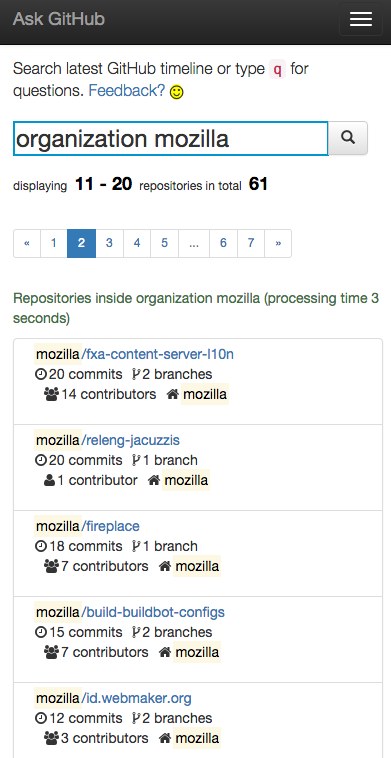 Ask GitHub
Search latest GitHub timeline or type q for
questions. Feedback?
organization mozilla
displaying 11 - 20 repositories in total 61
« 1 2 3 4 5 ... 6 7 »
Repositories inside organization mozilla (processing time 3
seconds)
mozilla/fxa-content-server-l10n
20 commits 2 branches
14 contributors mozilla
mozilla/releng-jacuzzis
20 commits 1 branch
1 contributor mozilla
mozilla/fireplace
18 commits 1 branch
7 contributors mozilla
mozilla/build-buildbot-configs
15 commits 2 branches
7 contributors mozilla
mozilla/id.webmaker.org
12 commits 2 branches
3 contributors mozilla